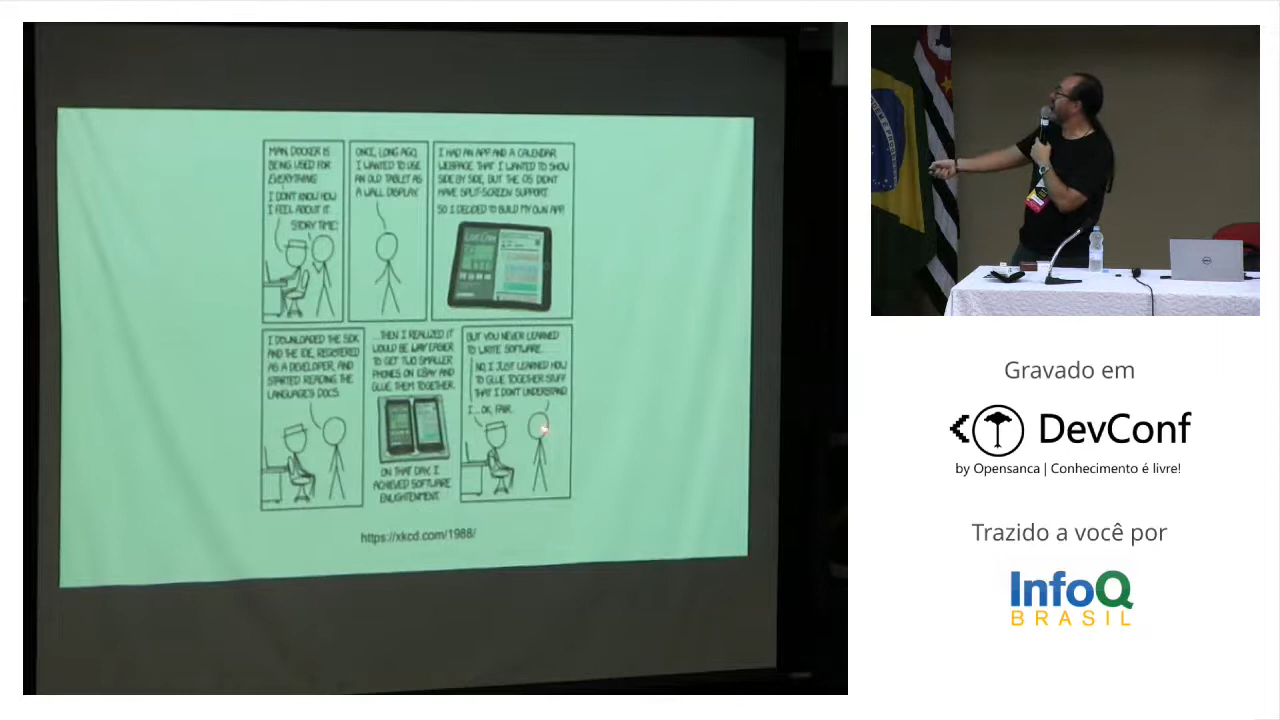 MAN, DOCKER IS
BEING USED FOR
EVERYTHING.
I DON'T KNOW HOW
I FEEL ABOUT IT.
STORY TIME:
ONCE, LONG AGO,
I WANTED TO USE
AN OLD TABLET AS
A WALL DISPLAY.
I HAD AN APP AND A CALENDAR
WEBPAGE THAT I WANTED TO SHOW
SIDE BY SIDE, BUT THE OS DIDN'T
HAVE SPLIT-SCREEN SUPPORT.
SO I DECIDED TO BUILD MY OWN APP.
I DOWNLOADED THE SDK
AND THE IDE, REGISTERED
AS A DEVELOPER, AND
STARTED READING THE
LANGUAGE'S DOCS.
...THEN I REALIZED IT
WOULD BE WAY EASIER
TO GET TWO SMALLER
PHONES ON EBAY AND
GLUE THEM TOGETHER.
ON THAT DAY, I
ACHIEVED SOFTWARE
ENLIGHTENMENT.
BUT YOU NEVER LEARNED
TO WRITE SOFTWARE.
NO, I JUST LEARNED HOW
TO GLUE TOGETHER STUFF
THAT I DON'T UNDERSTAND.
I...OK, FAIR.
https://xkcd.com/1988/
DELL
Gravado em
DevConf
by Opensanca | Conhecimento é livre!
Trazido a você por
InfoQ
BRASIL